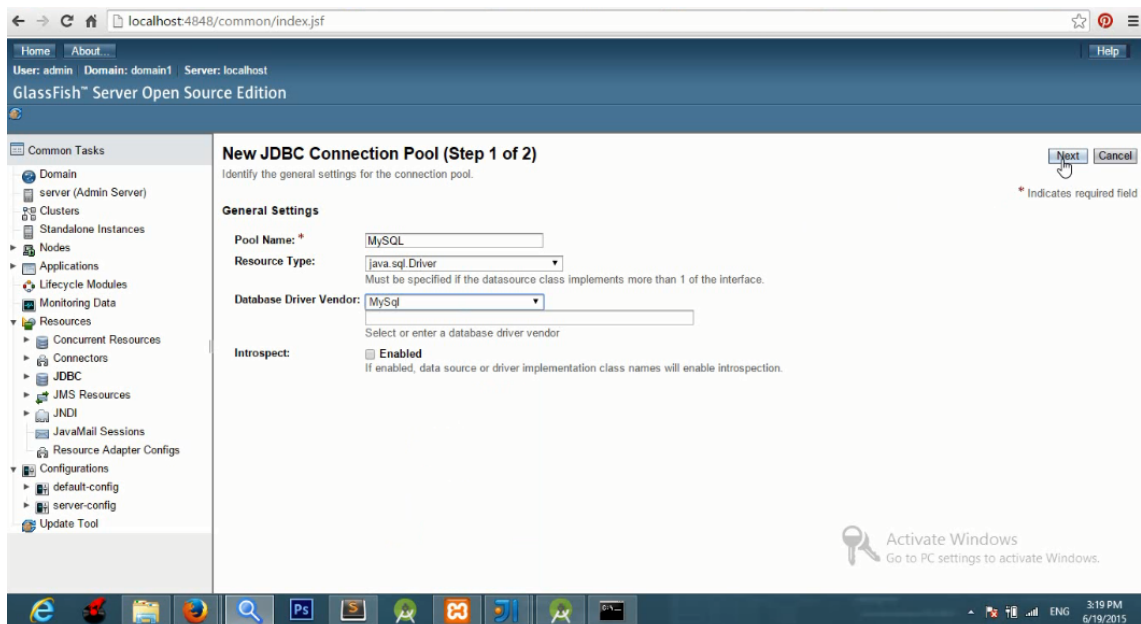 localhost:4848/common/index.jsf
Home About...
Help
User: admin Domain: domain1 Server: localhost
GlassFish™ Server Open Source Edition
Common Tasks
Domain
server (Admin Server)
Clusters
Standalone Instances
Nodes
Applications
Lifecycle Modules
Monitoring Data
Resources
Concurrent Resources
Connectors
JDBC
JMS Resources
JNDI
JavaMail Sessions
Resource Adapter Configs
Configurations
default-config
server-config
Update Tool
New JDBC Connection Pool (Step 1 of 2)
Next Cancel
Identify the general settings for the connection pool.
* Indicates required field
General Settings
Pool Name: * MySQL
Resource Type: java.sql.Driver
Must be specified if the datasource class implements more than 1 of the interface.
Database Driver Vendor: MySql
Select or enter a database driver vendor
Introspect: Enabled
If enabled, data source or driver implementation class names will enable introspection.
Activate Windows
Go to PC settings to activate Windows.
Ps
S
ENG
3:19 PM
6/19/2015